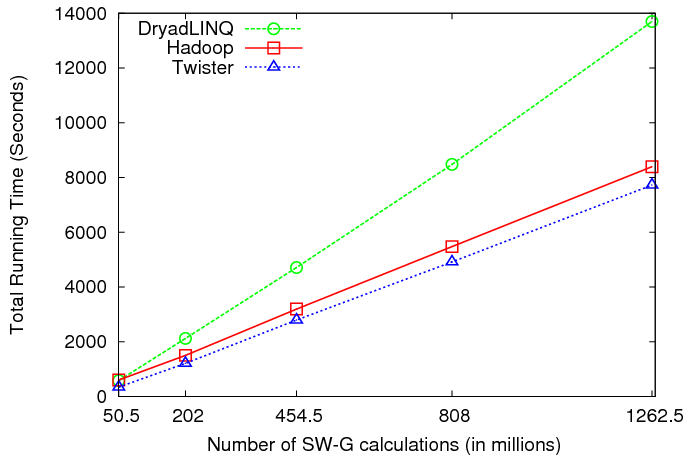 14000
12000
10000
8000
6000
4000
2000
0
Total Running Time (Seconds)
DryadLINQ
Hadoop
Twister
50.5 202 454.5 808 1262.5
Number of SW-G calculations (in millions)